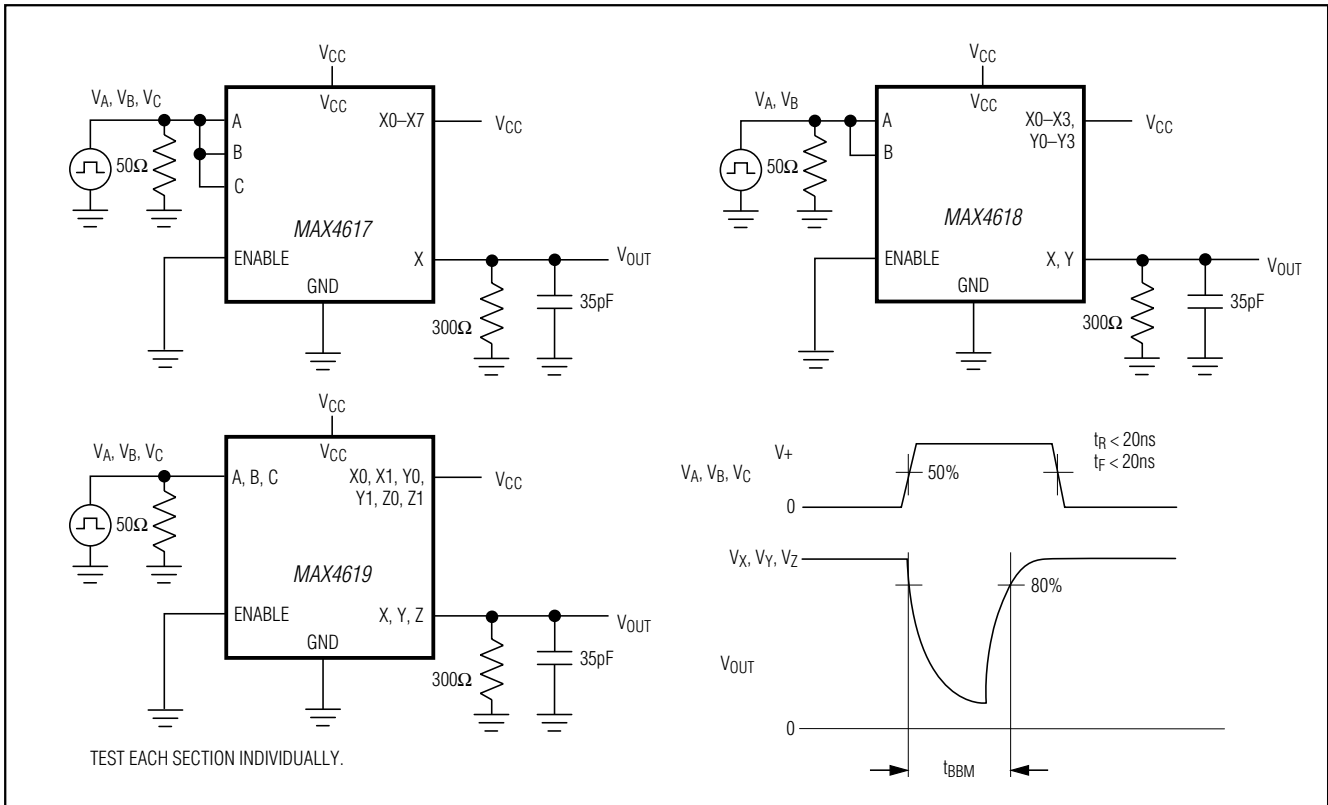 VCC
VA, VB, VC
VCC
A
X0–X7
VCC
50Ω
B
C
MAX4617
ENABLE
X
VOUT
GND
300Ω
35pF
VCC
VA, VB
VCC
A
X0–X3,
Y0–Y3
VCC
50Ω
B
MAX4618
ENABLE
X, Y
VOUT
GND
300Ω
35pF
VCC
VA, VB, VC
VCC
A, B, C
X0, X1, Y0,
Y1, Z0, Z1
VCC
50Ω
MAX4619
ENABLE
X, Y, Z
VOUT
GND
300Ω
35pF
TEST EACH SECTION INDIVIDUALLY.
V+
tR < 20ns
tF < 20ns
VA, VB, VC
50%
0
VX, VY, VZ
80%
VOUT
0
tBBM